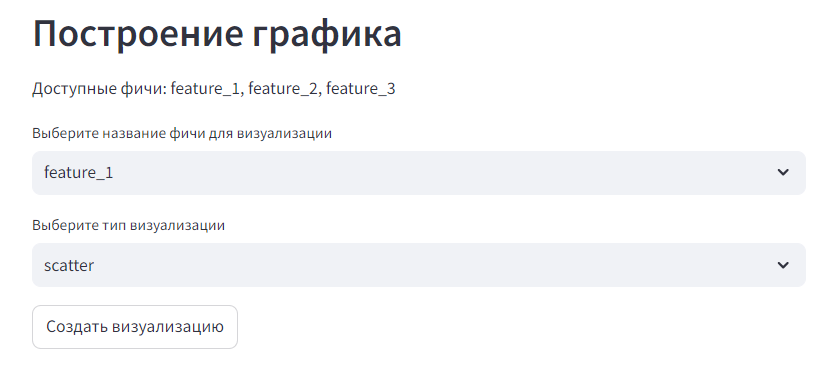 Построение графика
Доступные фичи: feature_1, feature_2, feature_3
Выберите название фичи для визуализации
feature_1
Выберите тип визуализации
scatter
Создать визуализацию